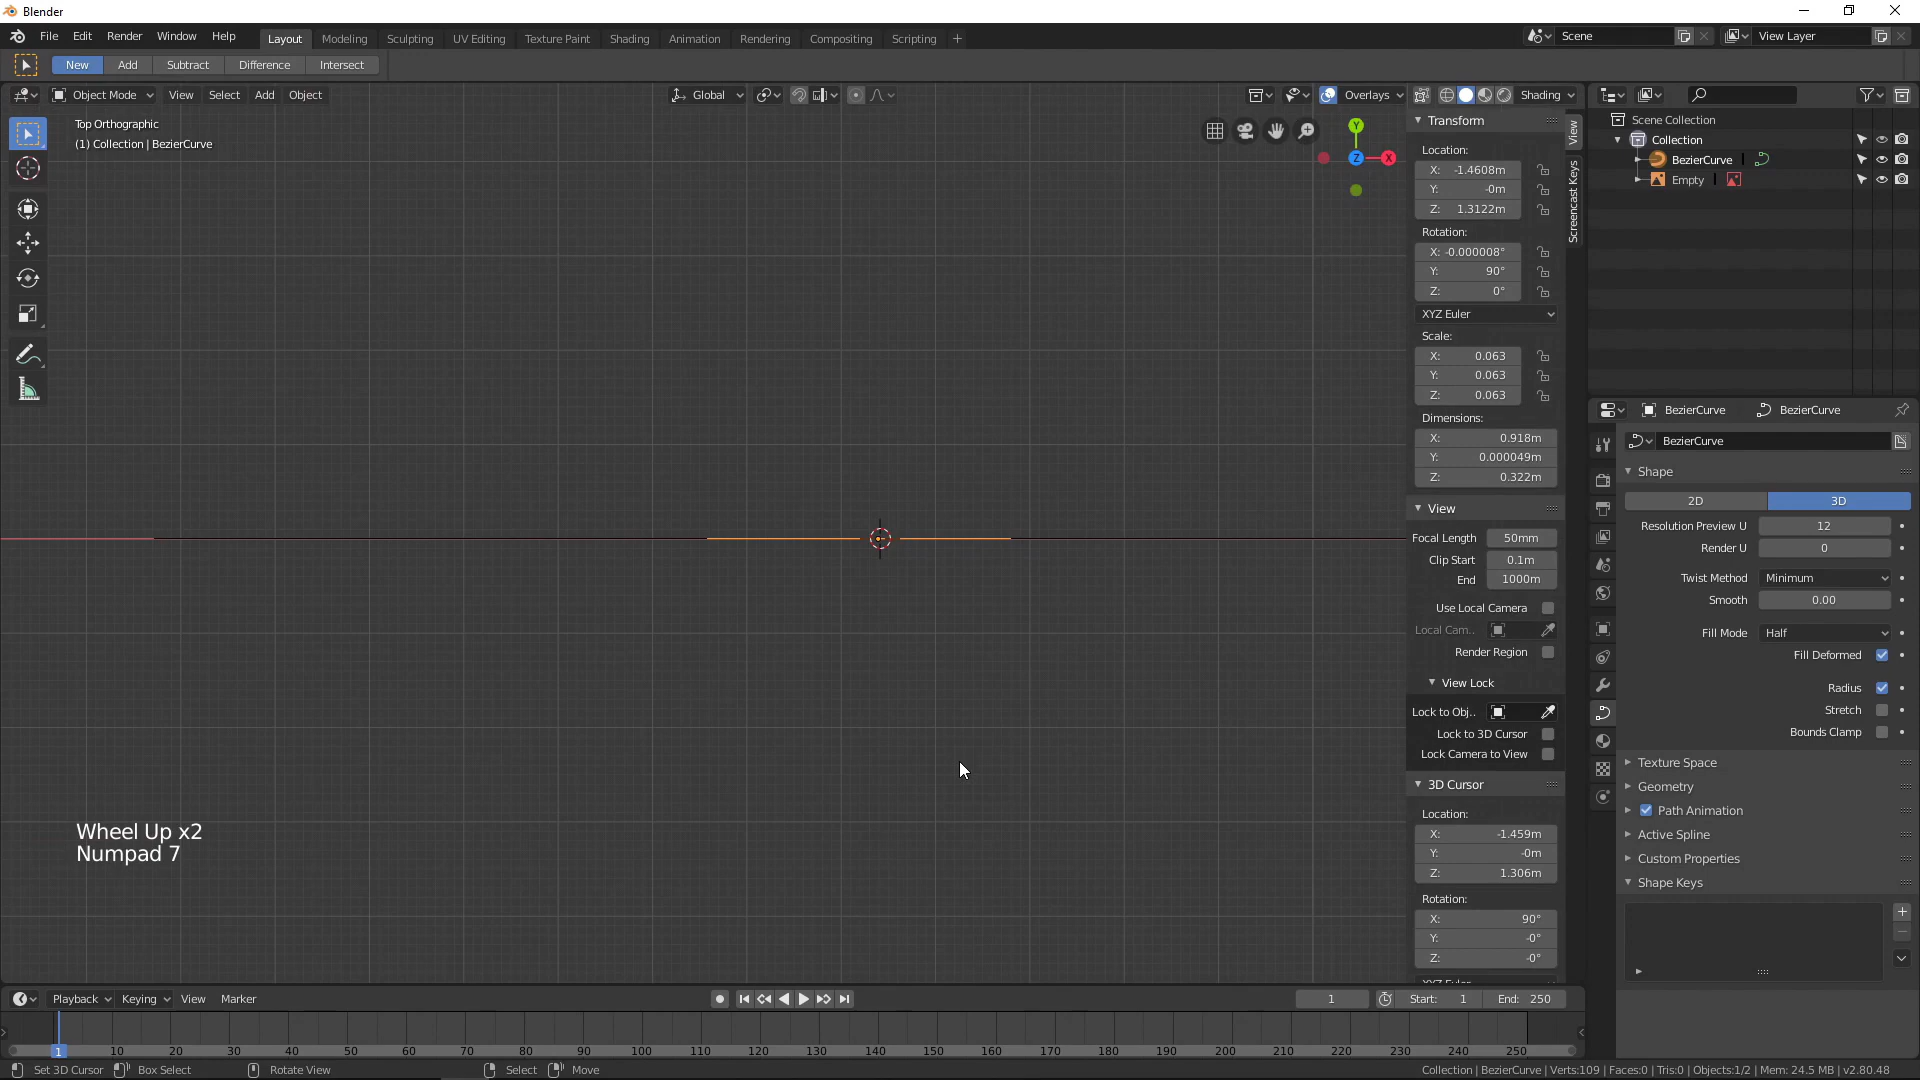 Blender
File Edit Render Window Help Layout Modeling Sculpting UV Editing Texture Paint Shading Animation Rendering Compositing Scripting + Scene View Layer
New Add Subtract Difference Intersect
Object Mode View Select Add Object Global Overlays Shading
Top Orthographic
(1) Collection | BezierCurve
Y
Z
X
Wheel Up x2
Numpad 7
View
Screencast Keys
Transform
Location:
X: -1.4608m
Y: -0m
Z: 1.3122m
Rotation:
X: -0.000008°
Y: 90°
Z: 0°
XYZ Euler
Scale:
X: 0.063
Y: 0.063
Z: 0.063
Dimensions:
X: 0.918m
Y: 0.000049m
Z: 0.322m
View
Focal Length 50mm
Clip Start 0.1m
End 1000m
Use Local Camera
Local Cam..
Render Region
View Lock
Lock to Obj..
Lock to 3D Cursor
Lock Camera to View
3D Cursor
Location:
X: -1.459m
Y: -0m
Z: 1.306m
Rotation:
X: 90°
Y: -0°
Z: -0°
XYZ Euler
Scene Collection
Collection
BezierCurve
Empty
BezierCurve BezierCurve
BezierCurve
Shape
2D 3D
Resolution Preview U 12
Render U 0
Twist Method Minimum
Smooth 0.00
Fill Mode Half
Fill Deformed
Radius
Stretch
Bounds Clamp
Texture Space
Geometry
Path Animation
Active Spline
Custom Properties
Shape Keys
Playback Keying View Marker 1 Start: 1 End: 250
1 10 20 30 40 50 60 70 80 90 100 110 120 130 140 150 160 170 180 190 200 210 220 230 240 250
Set 3D Cursor Box Select Rotate View Select Move Collection | BezierCurve | Verts:109 | Faces:0 | Tris:0 | Objects:1/2 | Mem: 24.5 MB | v2.80.48